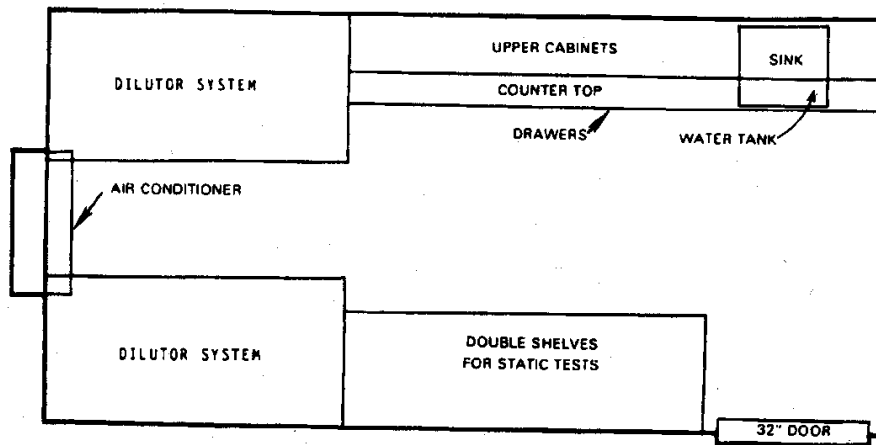 DILUTOR SYSTEM
UPPER CABINETS
SINK
COUNTER TOP
DRAWERS
WATER TANK
AIR CONDITIONER
DILUTOR SYSTEM
DOUBLE SHELVES
FOR STATIC TESTS
32" DOOR